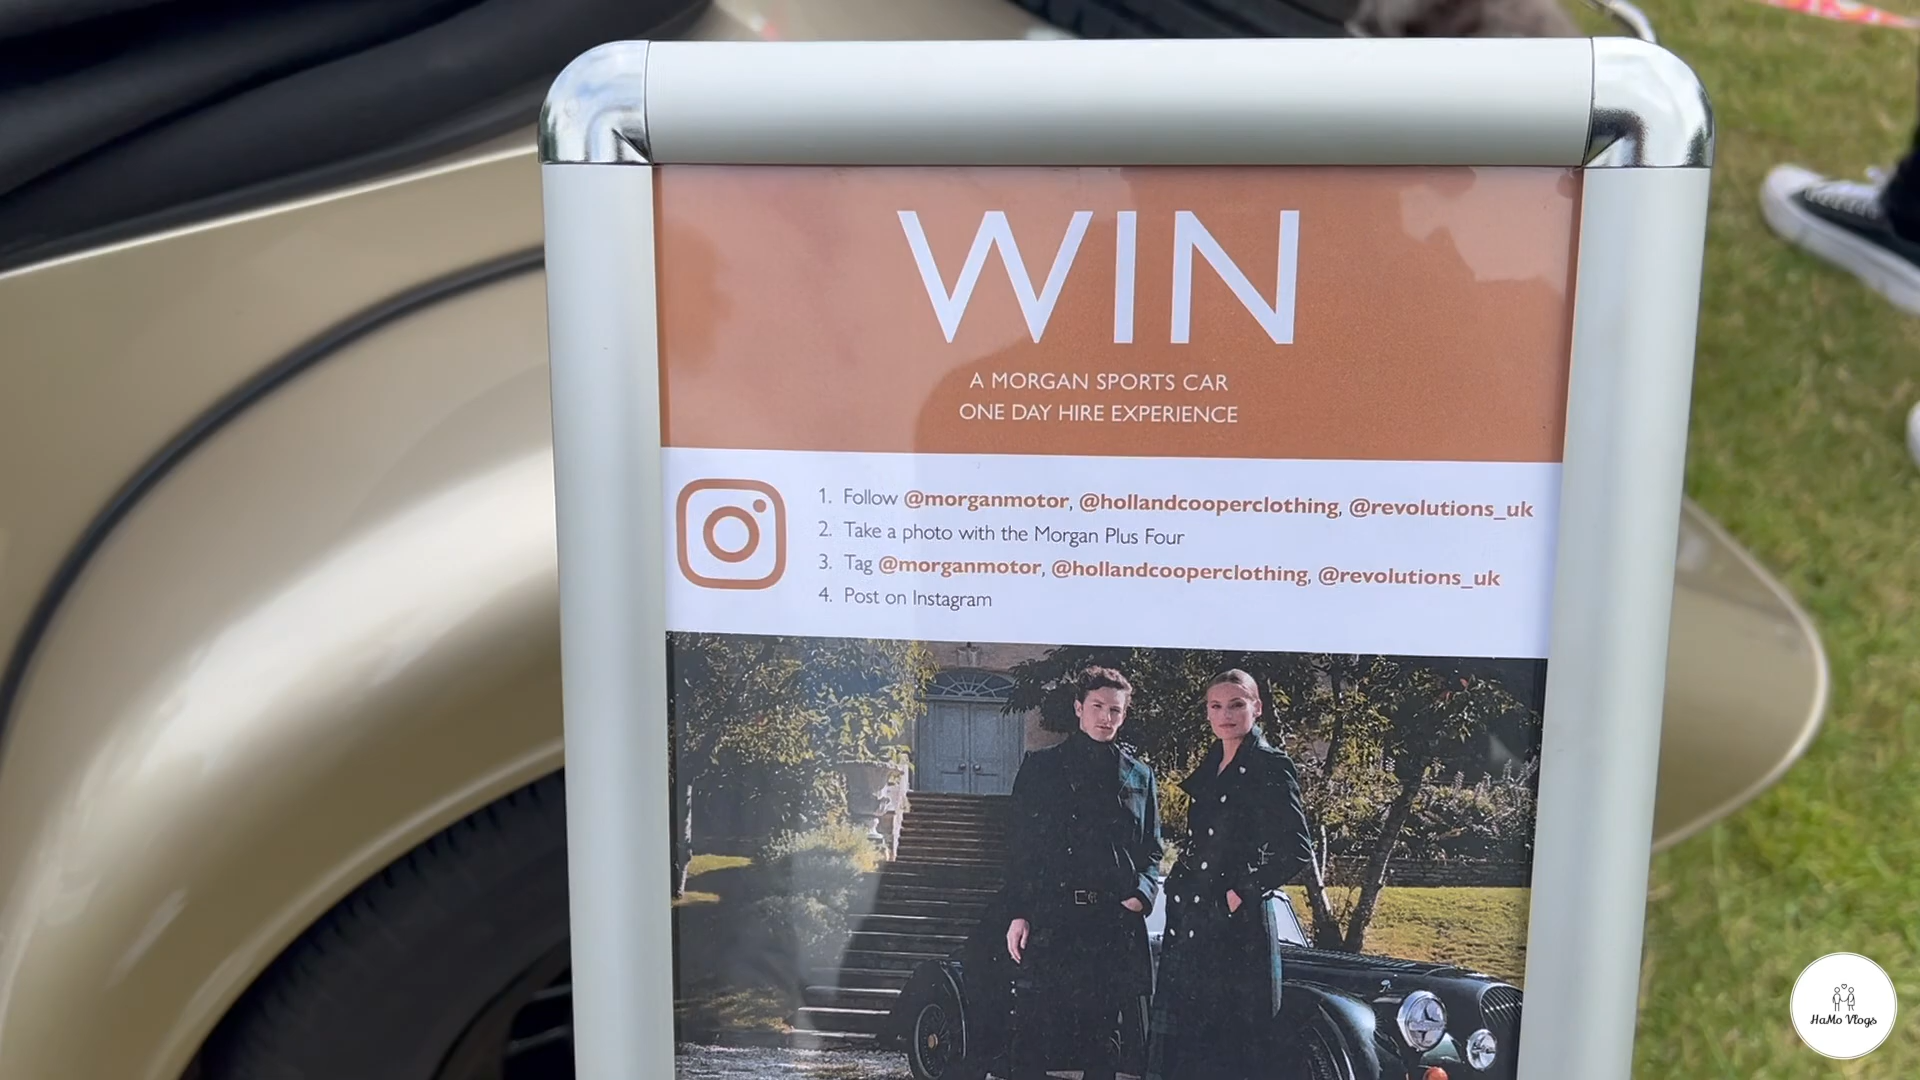 WIN
A MORGAN SPORTS CAR
ONE DAY HIRE EXPERIENCE
1. Follow @morganmotor, @hollandcooperclothing, @revolutions_uk
2. Take a photo with the Morgan Plus Four
3. Tag @morganmotor, @hollandcooperclothing, @revolutions_uk
4. Post on Instagram
HaMo Vlogs